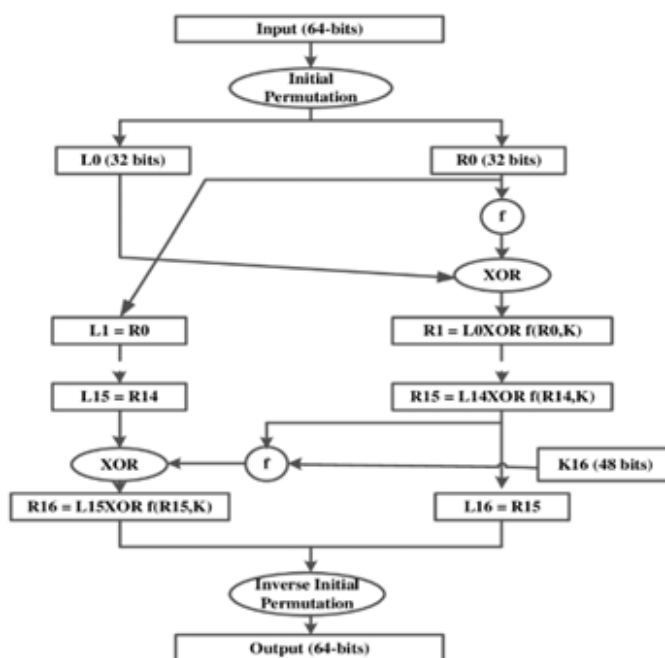 Input (64-bits)
Initial
Permutation
L0 (32 bits)
R0 (32 bits)
f
XOR
L1 = R0
R1 = L0XOR f(R0,K)
L15 = R14
R15 = L14XOR f(R14,K)
XOR
f
K16 (48 bits)
R16 = L15XOR f(R15,K)
L16 = R15
Inverse Initial
Permutation
Output (64-bits)